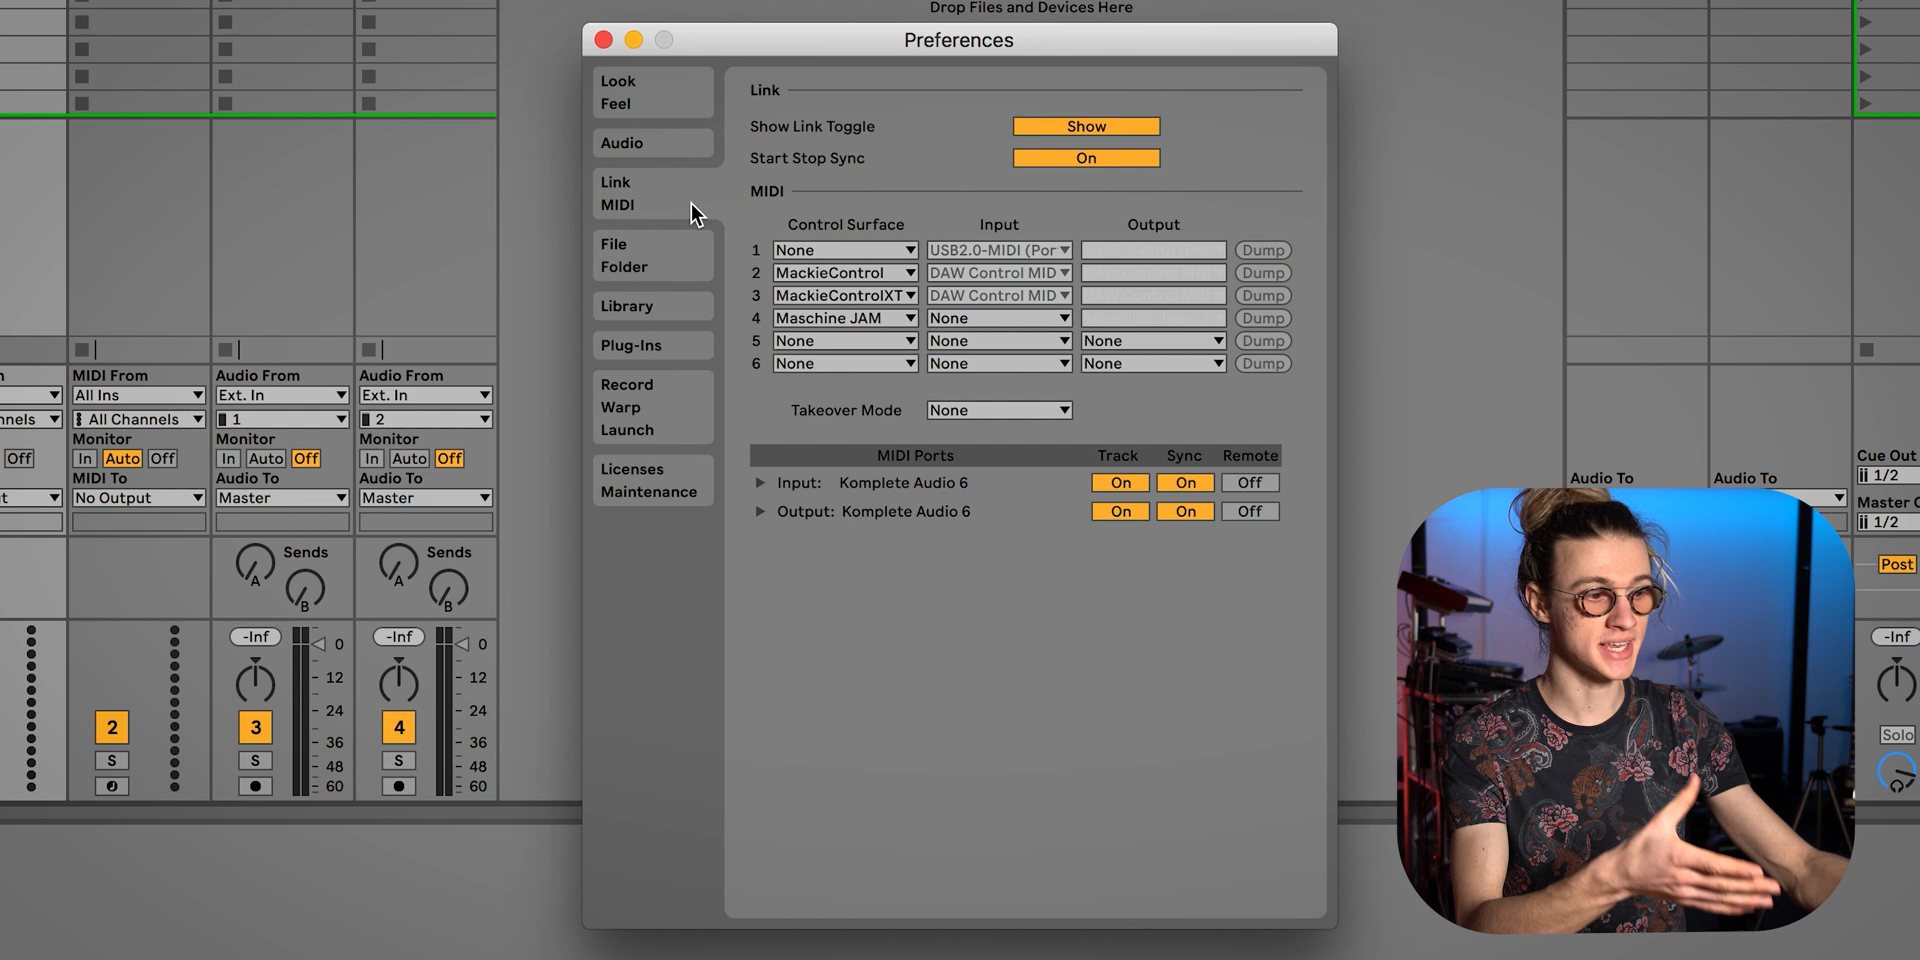 Drop Files and Devices Here
Preferences
Look
Feel
Audio
Link
MIDI
File
Folder
Library
Plug-Ins
Record
Warp
Launch
Licenses
Maintenance
Link
Show Link Toggle Show
Start Stop Sync On
MIDI
Control Surface Input Output
1 None USB2.0-MIDI (Por Dump
2 MackieControl DAW Control MID Dump
3 MackieControlXT DAW Control MID Dump
4 Maschine JAM None Dump
5 None None None Dump
6 None None None Dump
Takeover Mode None
MIDI Ports Track Sync Remote
Input: Komplete Audio 6 On On Off
Output: Komplete Audio 6 On On Off
nnels
Off
MIDI From
All Ins
All Channels
Monitor
In Auto Off
MIDI To
No Output
2
S
Audio From
Ext. In
1
Monitor
In Auto Off
Audio To
Master
Sends
A
B
-Inf
0
12
24
36
48
60
3
S
Audio From
Ext. In
2
Monitor
In Auto Off
Audio To
Master
Sends
A
B
-Inf
0
12
24
36
48
60
4
S
Audio To
Audio To
Cue Out
1/2
Master C
1/2
Post
-Inf
Solo